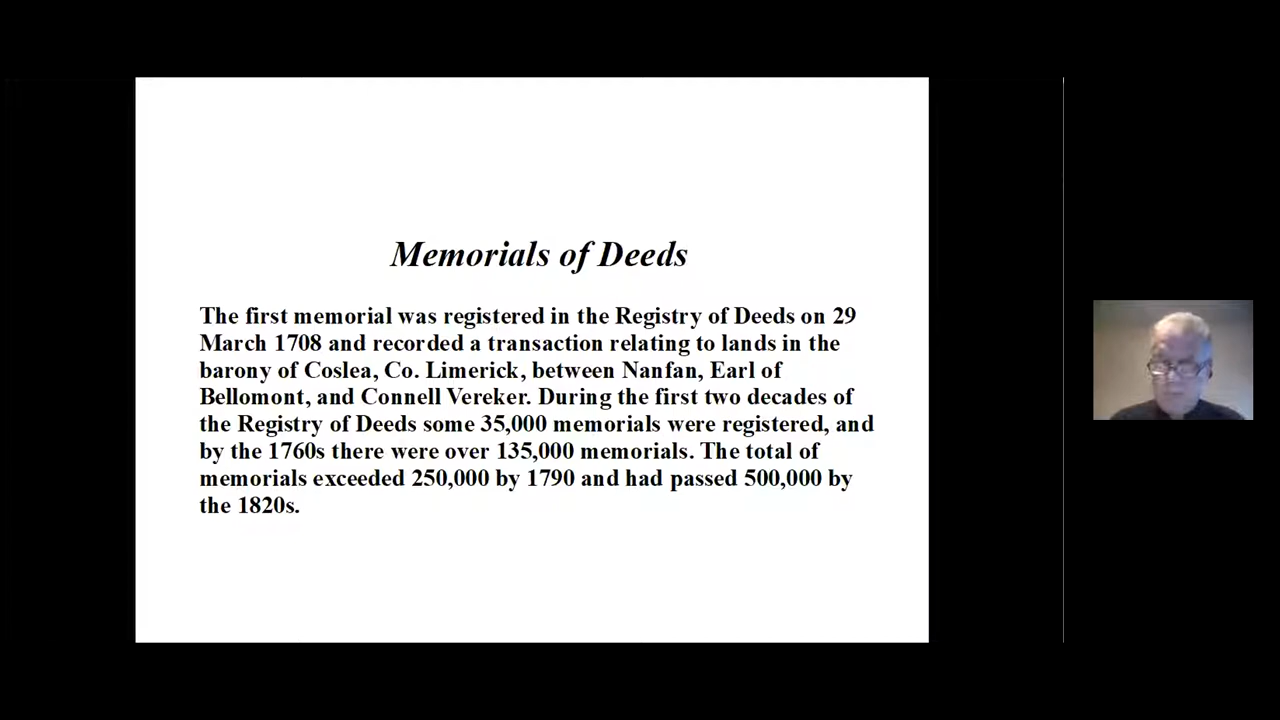 Memorials of Deeds
The first memorial was registered in the Registry of Deeds on 29
March 1708 and recorded a transaction relating to lands in the
barony of Coslea, Co. Limerick, between Nanfan, Earl of
Bellomont, and Connell Vereker. During the first two decades of
the Registry of Deeds some 35,000 memorials were registered, and
by the 1760s there were over 135,000 memorials. The total of
memorials exceeded 250,000 by 1790 and had passed 500,000 by
the 1820s.